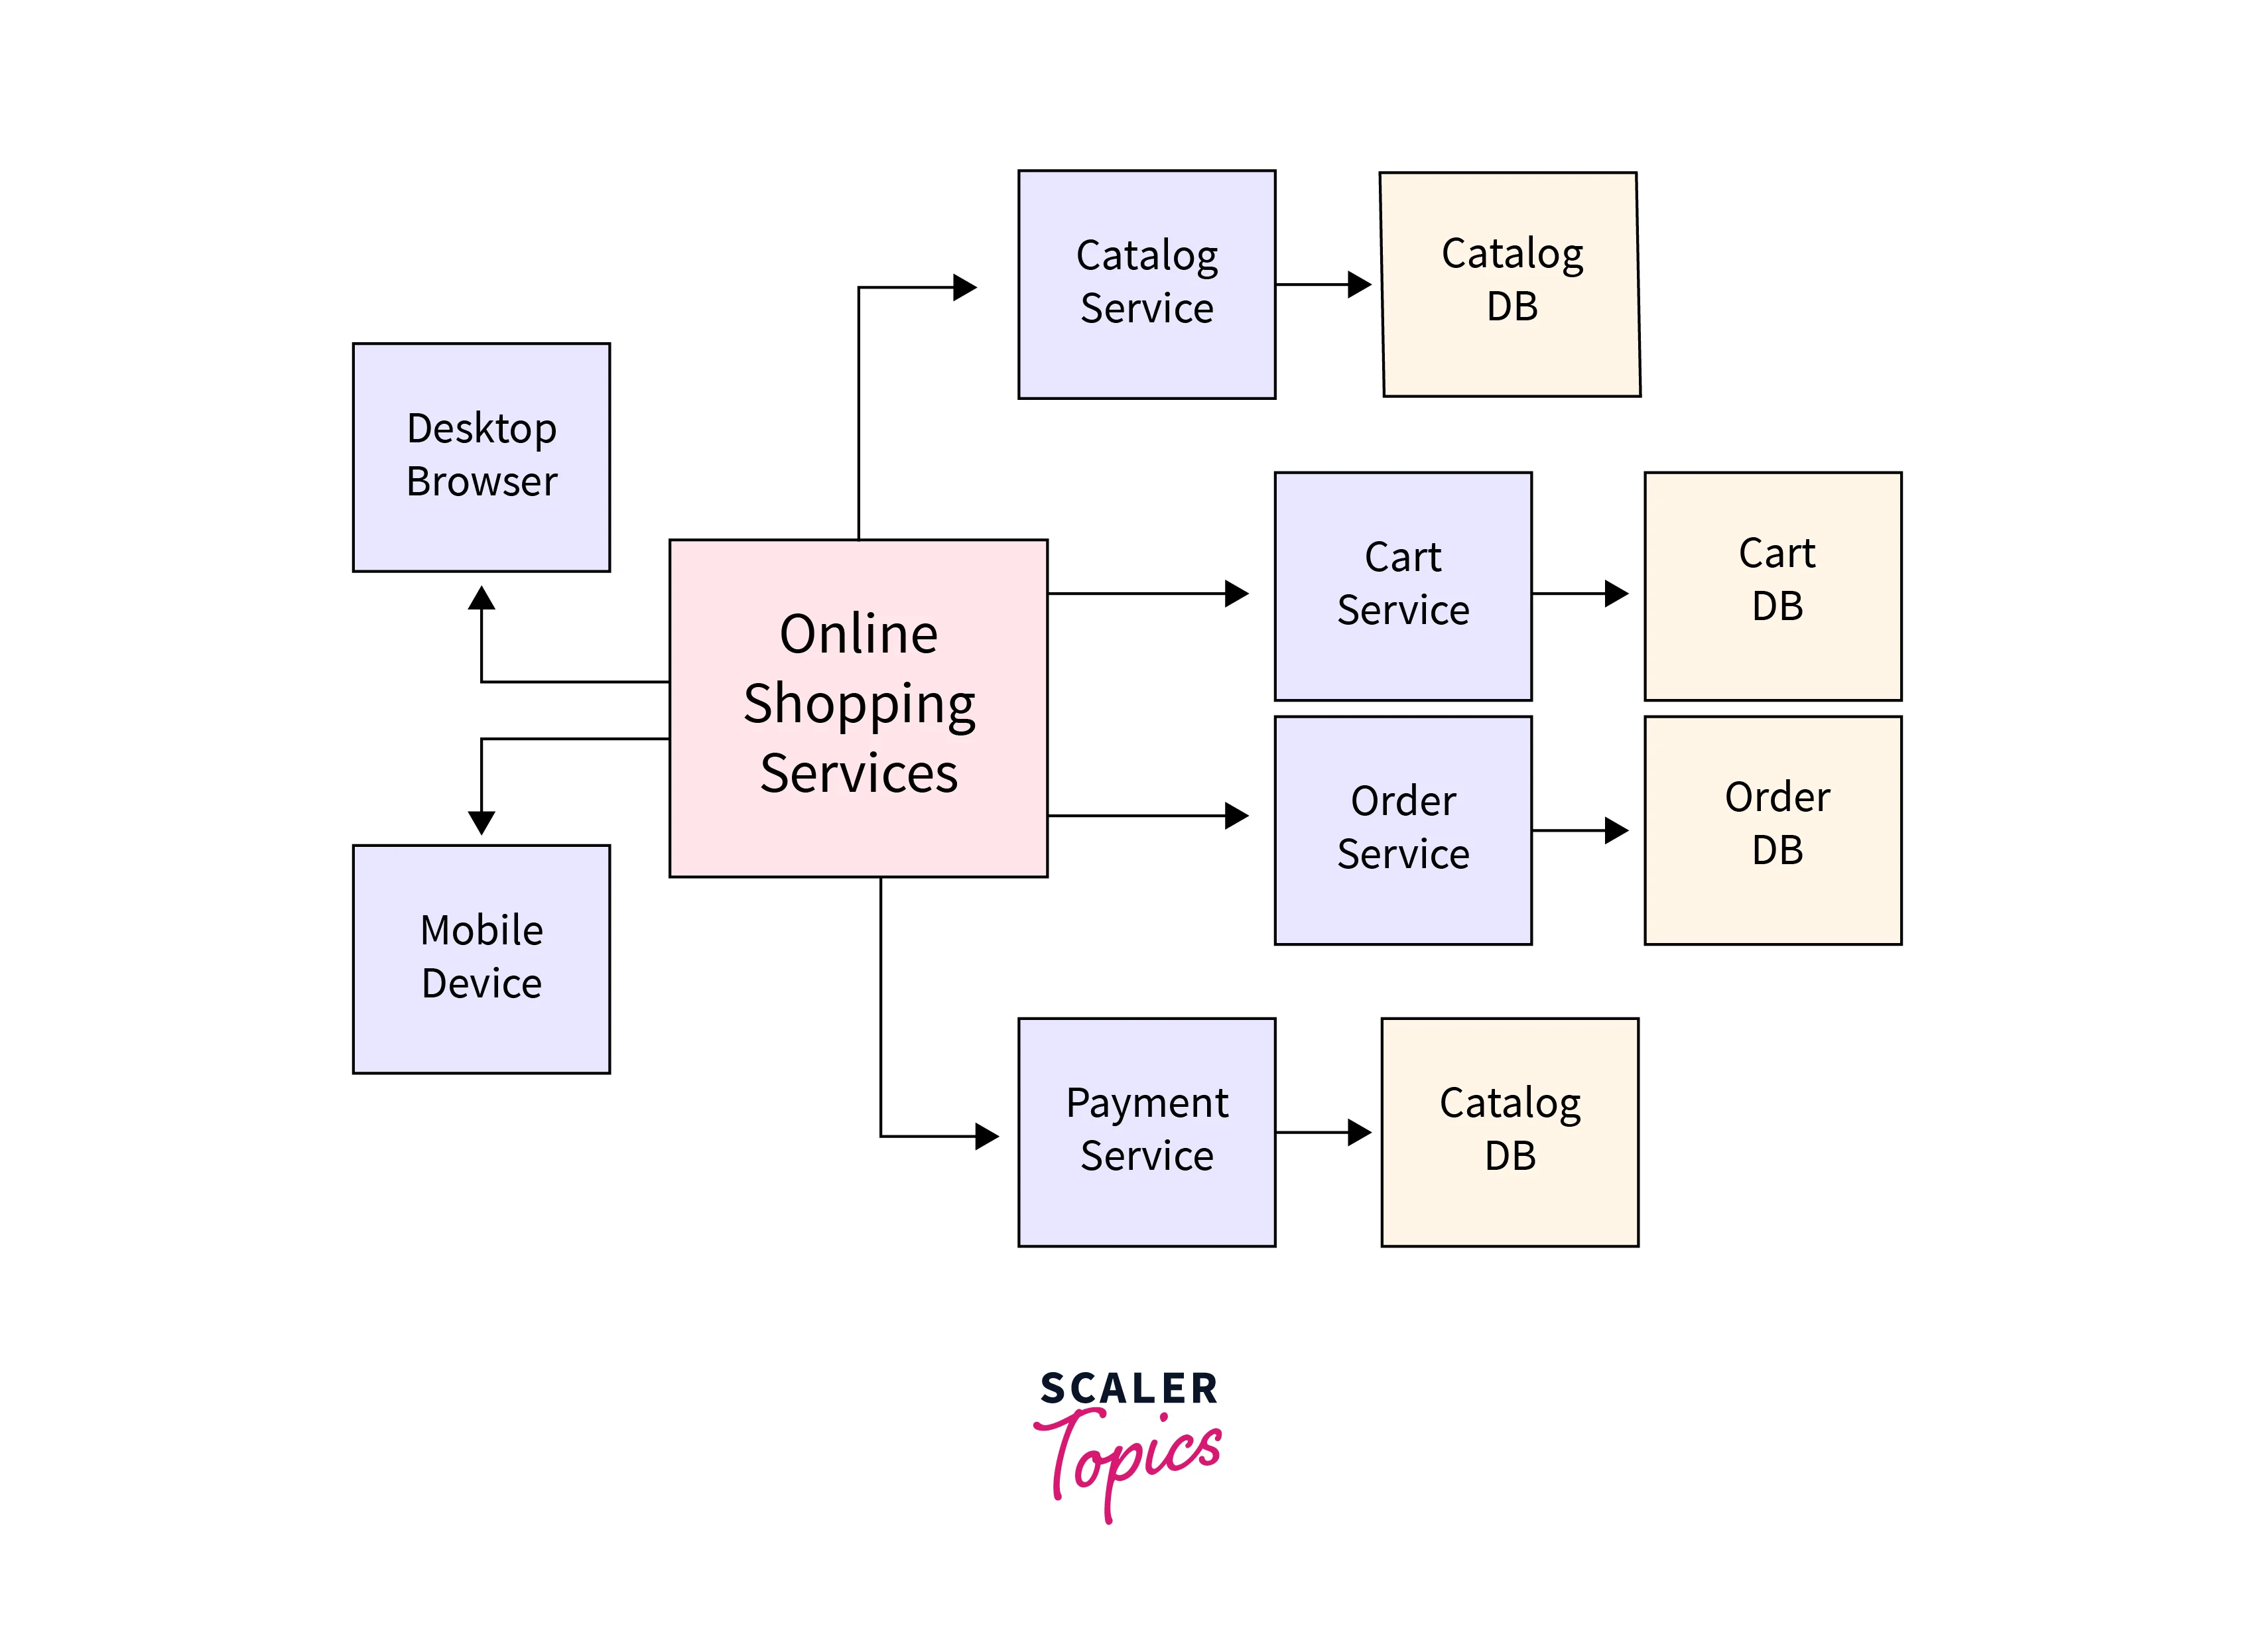 Catalog
Service
Catalog
DB
Desktop
Browser
Cart
Service
Cart
DB
Online
Shopping
Services
Order
Service
Order
DB
Mobile
Device
Payment
Service
Catalog
DB
SCALER
Topics